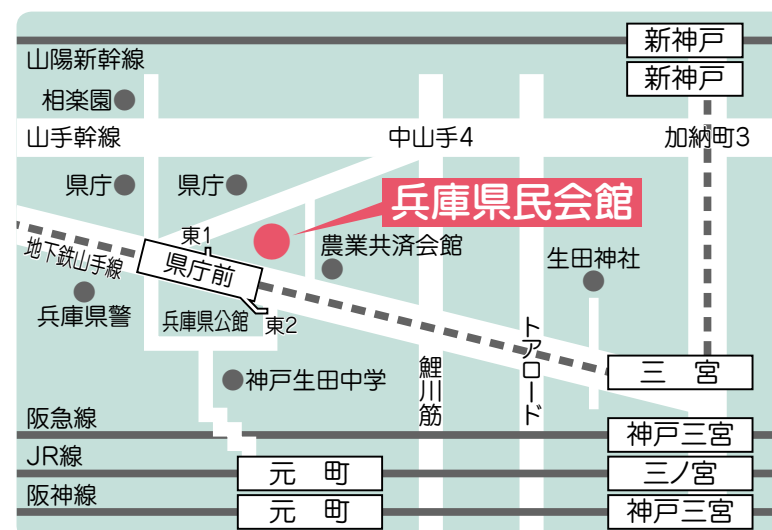 新神戸
山陽新幹線
新神戸
相楽園
山手幹線
中山手4
加納町3
県庁
県庁
兵庫県民会館
東1
農業共済会館
生田神社
地下鉄山手線
県庁前
兵庫県警
兵庫県公館
東2
トアロード
鯉川筋
三 宮
神戸生田中学
阪急線
神戸三宮
JR線
元 町
三ノ宮
阪神線
元 町
神戸三宮